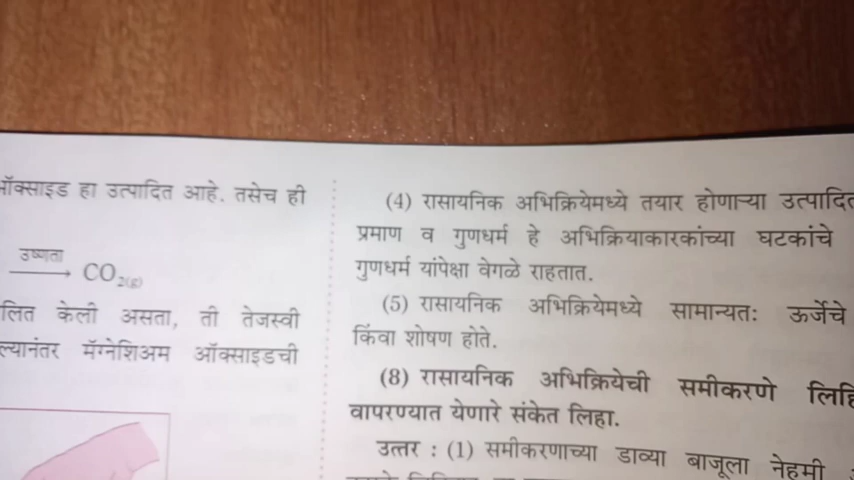 ऑक्साइड हा उत्पादित आहे. तसेच ही
उष्णता
⟶ CO₂(g)
केली असता, ती तेजस्वी
मॅग्नेशिअम ऑक्साइडची
(4) रासायनिक अभिक्रियेमध्ये तयार होणाऱ्या
प्रमाण व गुणधर्म हे अभिक्रियाकारकांच्या घटकांचे
गुणधर्म यांपेक्षा वेगळे राहतात.
(5) रासायनिक अभिक्रियेमध्ये सामान्यतः ऊर्जेचे
किंवा शोषण होते.
(8) रासायनिक अभिक्रियेची समीकरणे
वापरण्यात येणारे संकेत लिहा.
उत्तर : (1) समीकरणाच्या डाव्या बाजूला नेहमी